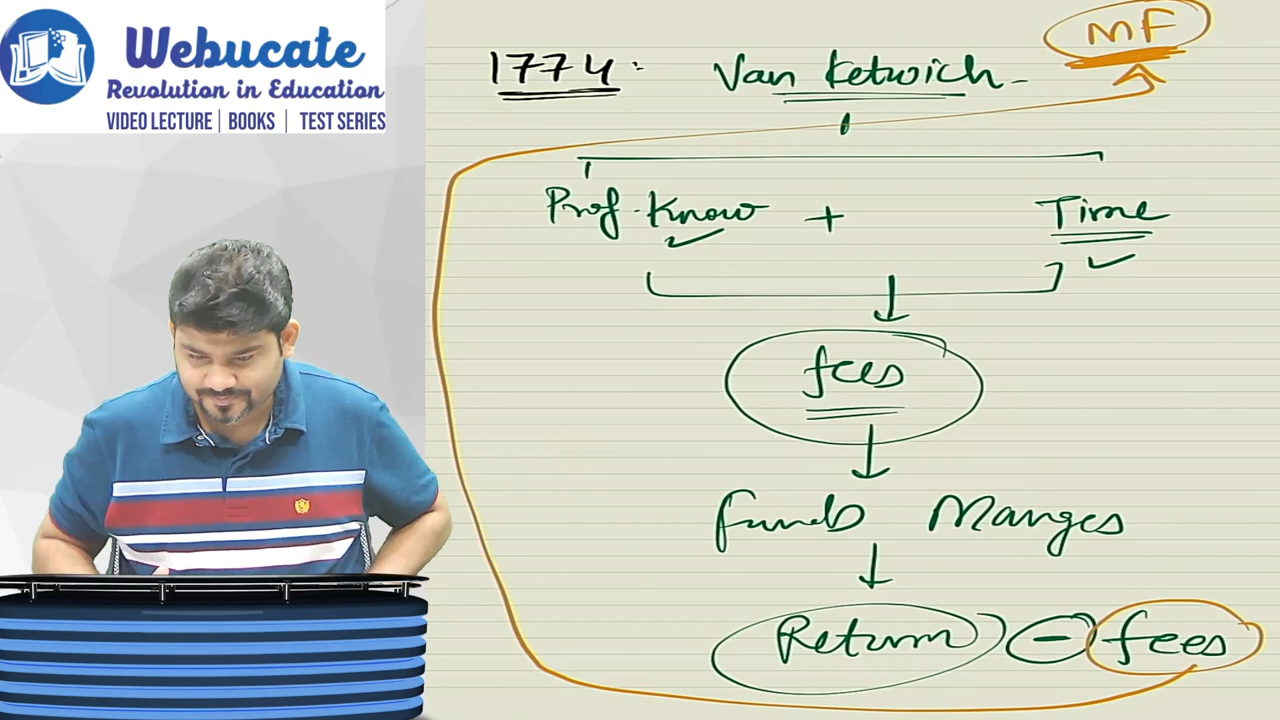 Webucate
Revolution in Education
VIDEO LECTURE | BOOKS | TEST SERIES
MF
1774: Van Ketwich -
Prof. Know + Time
fees
Funds Manges
Return - fees